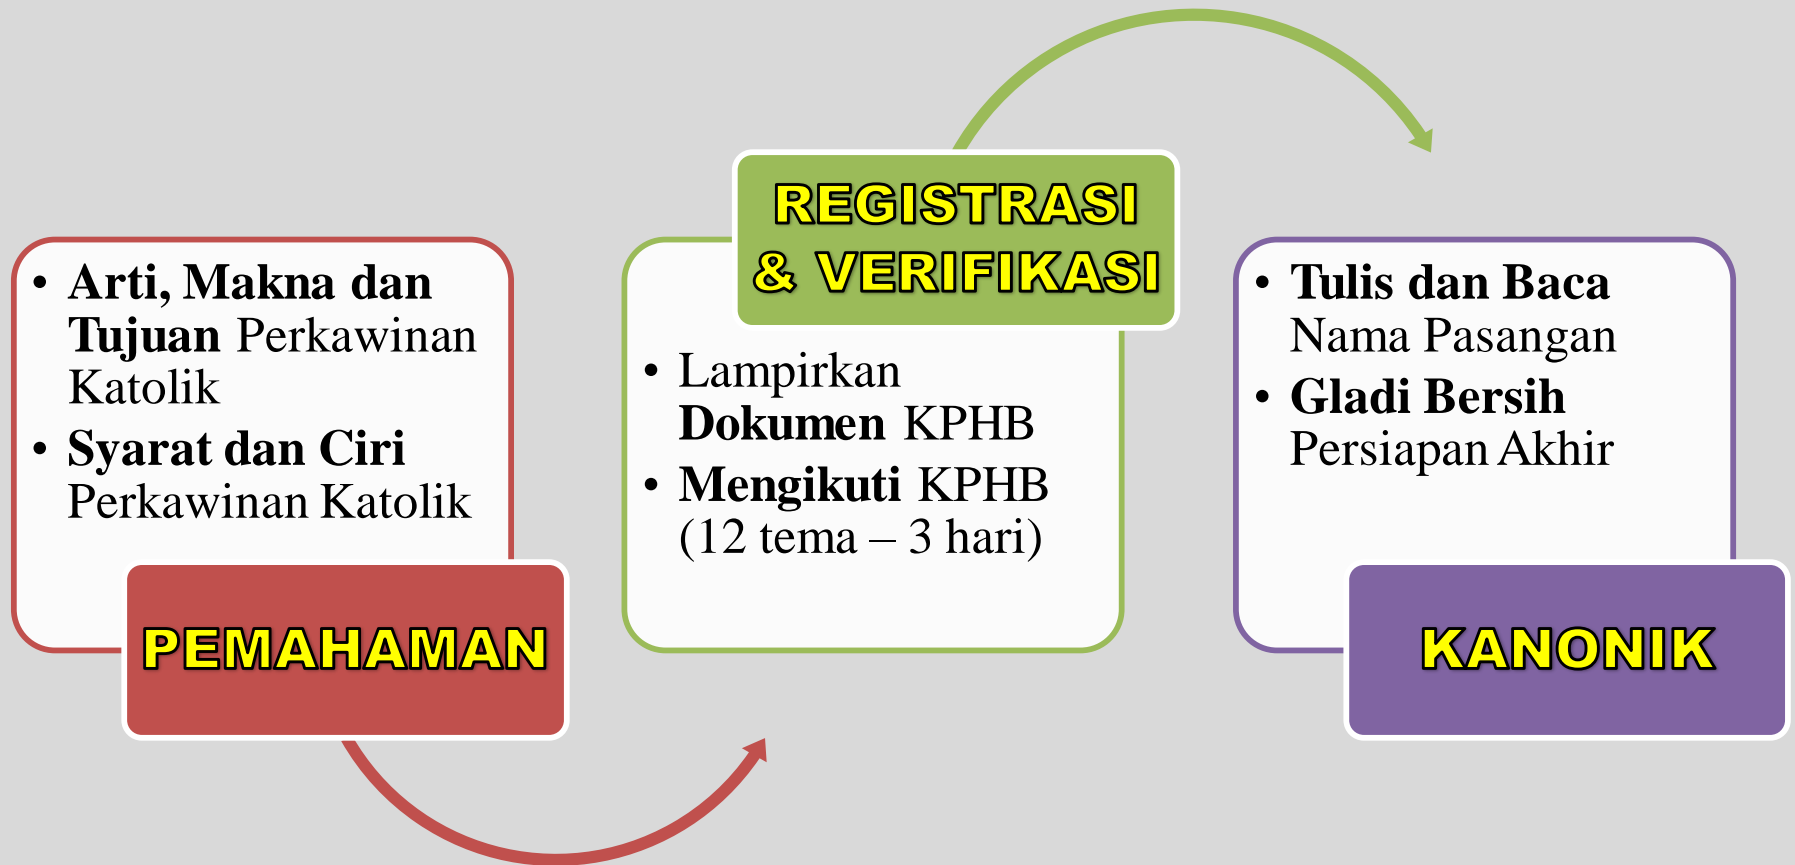 • Arti, Makna dan
Tujuan Perkawinan
Katolik
• Syarat dan Ciri
Perkawinan Katolik
PEMAHAMAN
REGISTRASI
& VERIFIKASI
• Lampirkan
Dokumen KPHB
• Mengikuti KPHB
(12 tema – 3 hari)
• Tulis dan Baca
Nama Pasangan
• Gladi Bersih
Persiapan Akhir
KANONIK